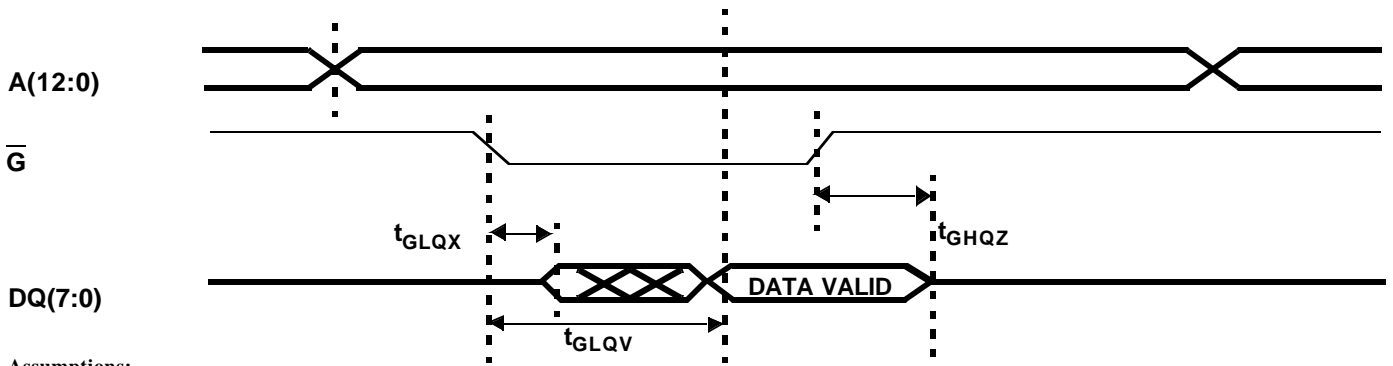 A(12:0)
G
tGLQX
tGHQZ
DQ(7:0)
DATA VALID
tGLQV
Assumptions: